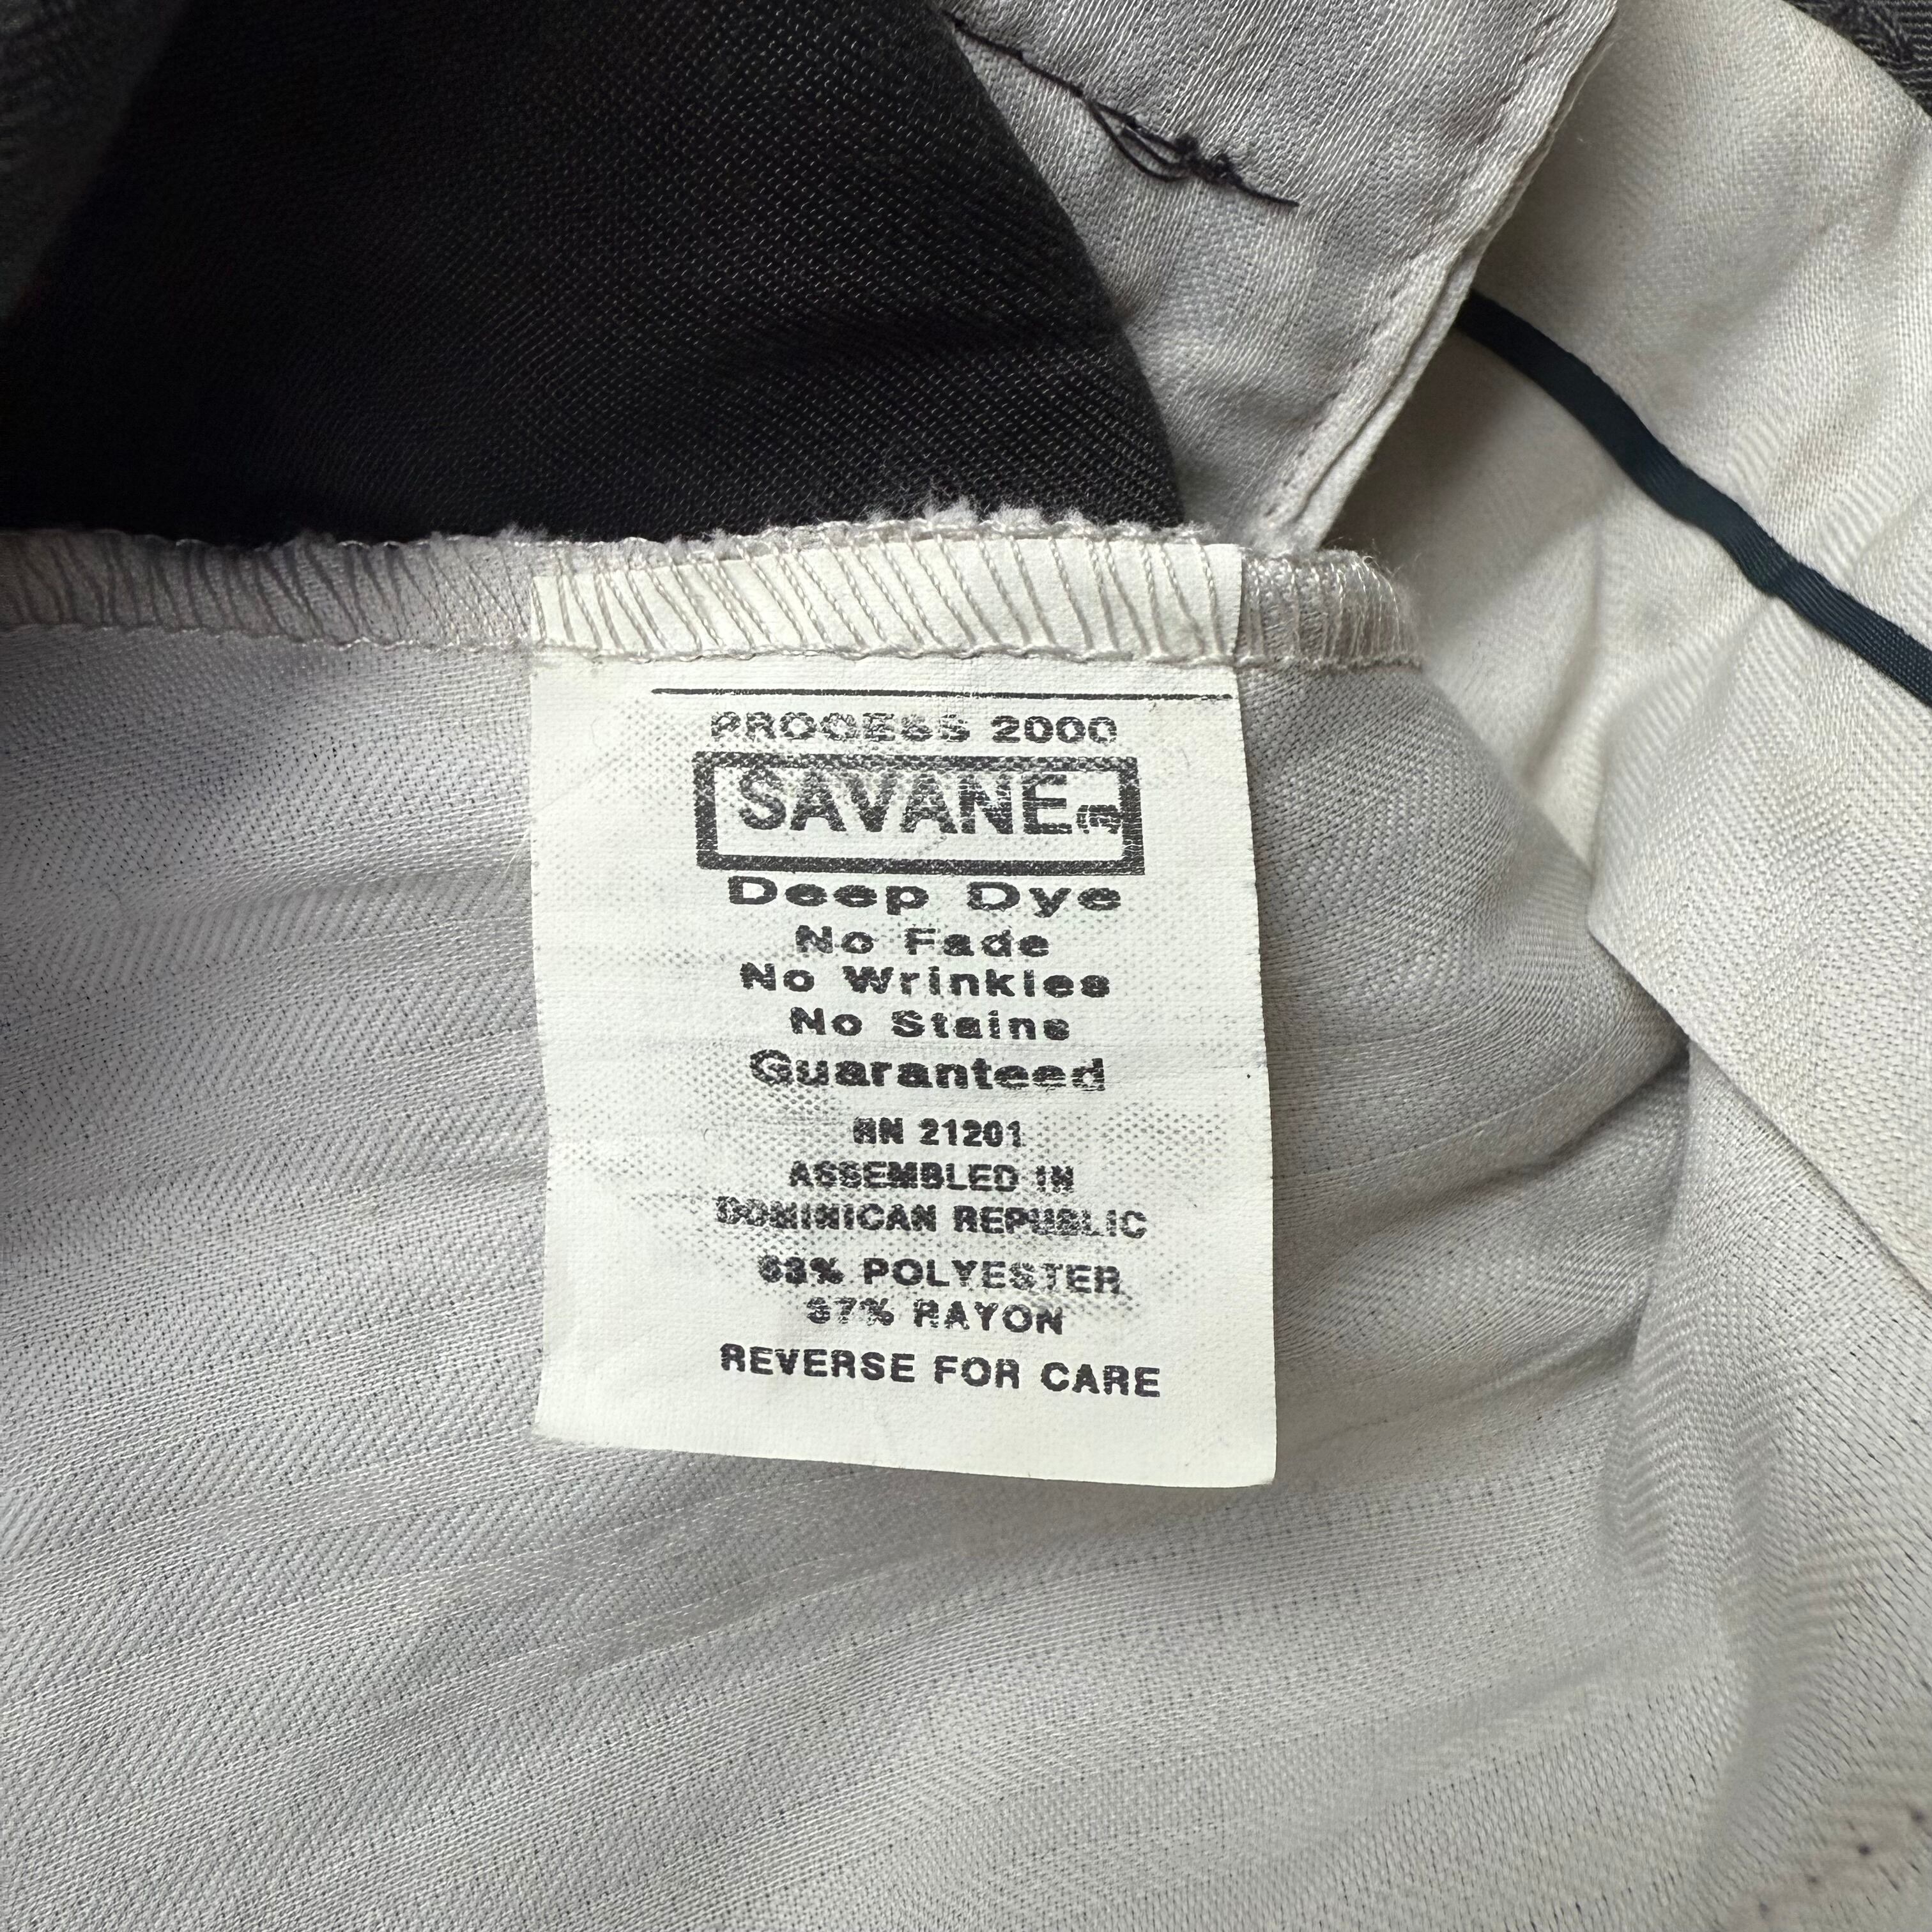 PROCESS 2000
SAVANE®
Deep Dye
No Fade
No Wrinkles
No Stains
Guaranteed
RN 21201
ASSEMBLED IN
DOMINICAN REPUBLIC
63% POLYESTER
37% RAYON
REVERSE FOR CARE